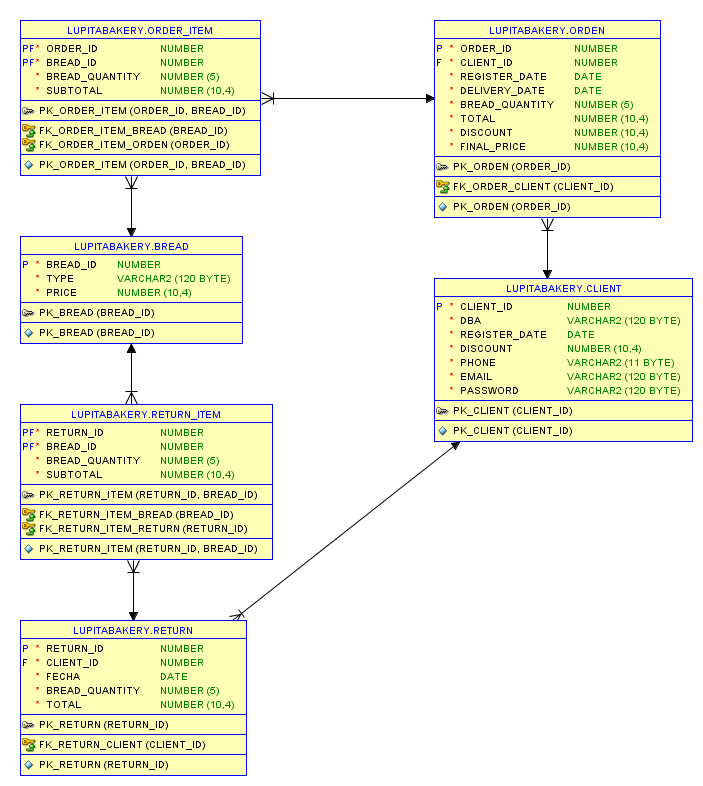 LUPITABAKERY.ORDER_ITEM
PF* ORDER_ID NUMBER
PF* BREAD_ID NUMBER
* BREAD_QUANTITY NUMBER (5)
* SUBTOTAL NUMBER (10,4)
PK_ORDER_ITEM (ORDER_ID, BREAD_ID)
FK_ORDER_ITEM_BREAD (BREAD_ID)
FK_ORDER_ITEM_ORDEN (ORDER_ID)
PK_ORDER_ITEM (ORDER_ID, BREAD_ID)
LUPITABAKERY.ORDEN
P * ORDER_ID NUMBER
F * CLIENT_ID NUMBER
* REGISTER_DATE DATE
* DELIVERY_DATE DATE
* BREAD_QUANTITY NUMBER (5)
* TOTAL NUMBER (10,4)
* DISCOUNT NUMBER (10,4)
* FINAL_PRICE NUMBER (10,4)
PK_ORDEN (ORDER_ID)
FK_ORDER_CLIENT (CLIENT_ID)
PK_ORDEN (ORDER_ID)
LUPITABAKERY.BREAD
P * BREAD_ID NUMBER
* TYPE VARCHAR2 (120 BYTE)
* PRICE NUMBER (10,4)
PK_BREAD (BREAD_ID)
PK_BREAD (BREAD_ID)
LUPITABAKERY.CLIENT
P * CLIENT_ID NUMBER
* DBA VARCHAR2 (120 BYTE)
* REGISTER_DATE DATE
* DISCOUNT NUMBER (10,4)
* PHONE VARCHAR2 (11 BYTE)
* EMAIL VARCHAR2 (120 BYTE)
* PASSWORD VARCHAR2 (120 BYTE)
PK_CLIENT (CLIENT_ID)
PK_CLIENT (CLIENT_ID)
LUPITABAKERY.RETURN_ITEM
PF* RETURN_ID NUMBER
PF* BREAD_ID NUMBER
* BREAD_QUANTITY NUMBER (5)
* SUBTOTAL NUMBER (10,4)
PK_RETURN_ITEM (RETURN_ID, BREAD_ID)
FK_RETURN_ITEM_BREAD (BREAD_ID)
FK_RETURN_ITEM_RETURN (RETURN_ID)
PK_RETURN_ITEM (RETURN_ID, BREAD_ID)
LUPITABAKERY.RETURN
P * RETURN_ID NUMBER
F * CLIENT_ID NUMBER
* FECHA DATE
* BREAD_QUANTITY NUMBER (5)
* TOTAL NUMBER (10,4)
PK_RETURN (RETURN_ID)
FK_RETURN_CLIENT (CLIENT_ID)
PK_RETURN (RETURN_ID)